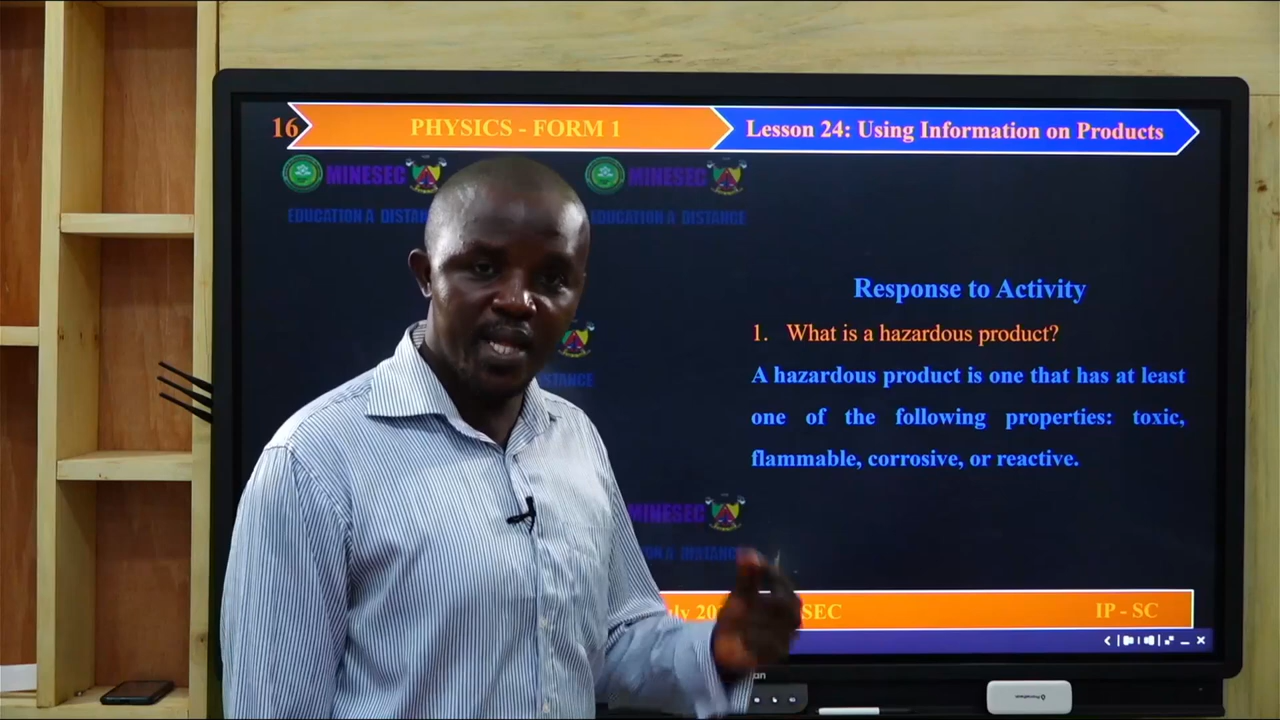 16
PHYSICS - FORM 1
Lesson 24: Using Information on Products
MINESEC
MINESEC
EDUCATION A
EDUCATION A DISTANCE
Response to Activity
1. What is a hazardous product?
A hazardous product is one that has at least
one of the following properties: toxic,
flammable, corrosive, or reactive.
MINESEC
IP - SC